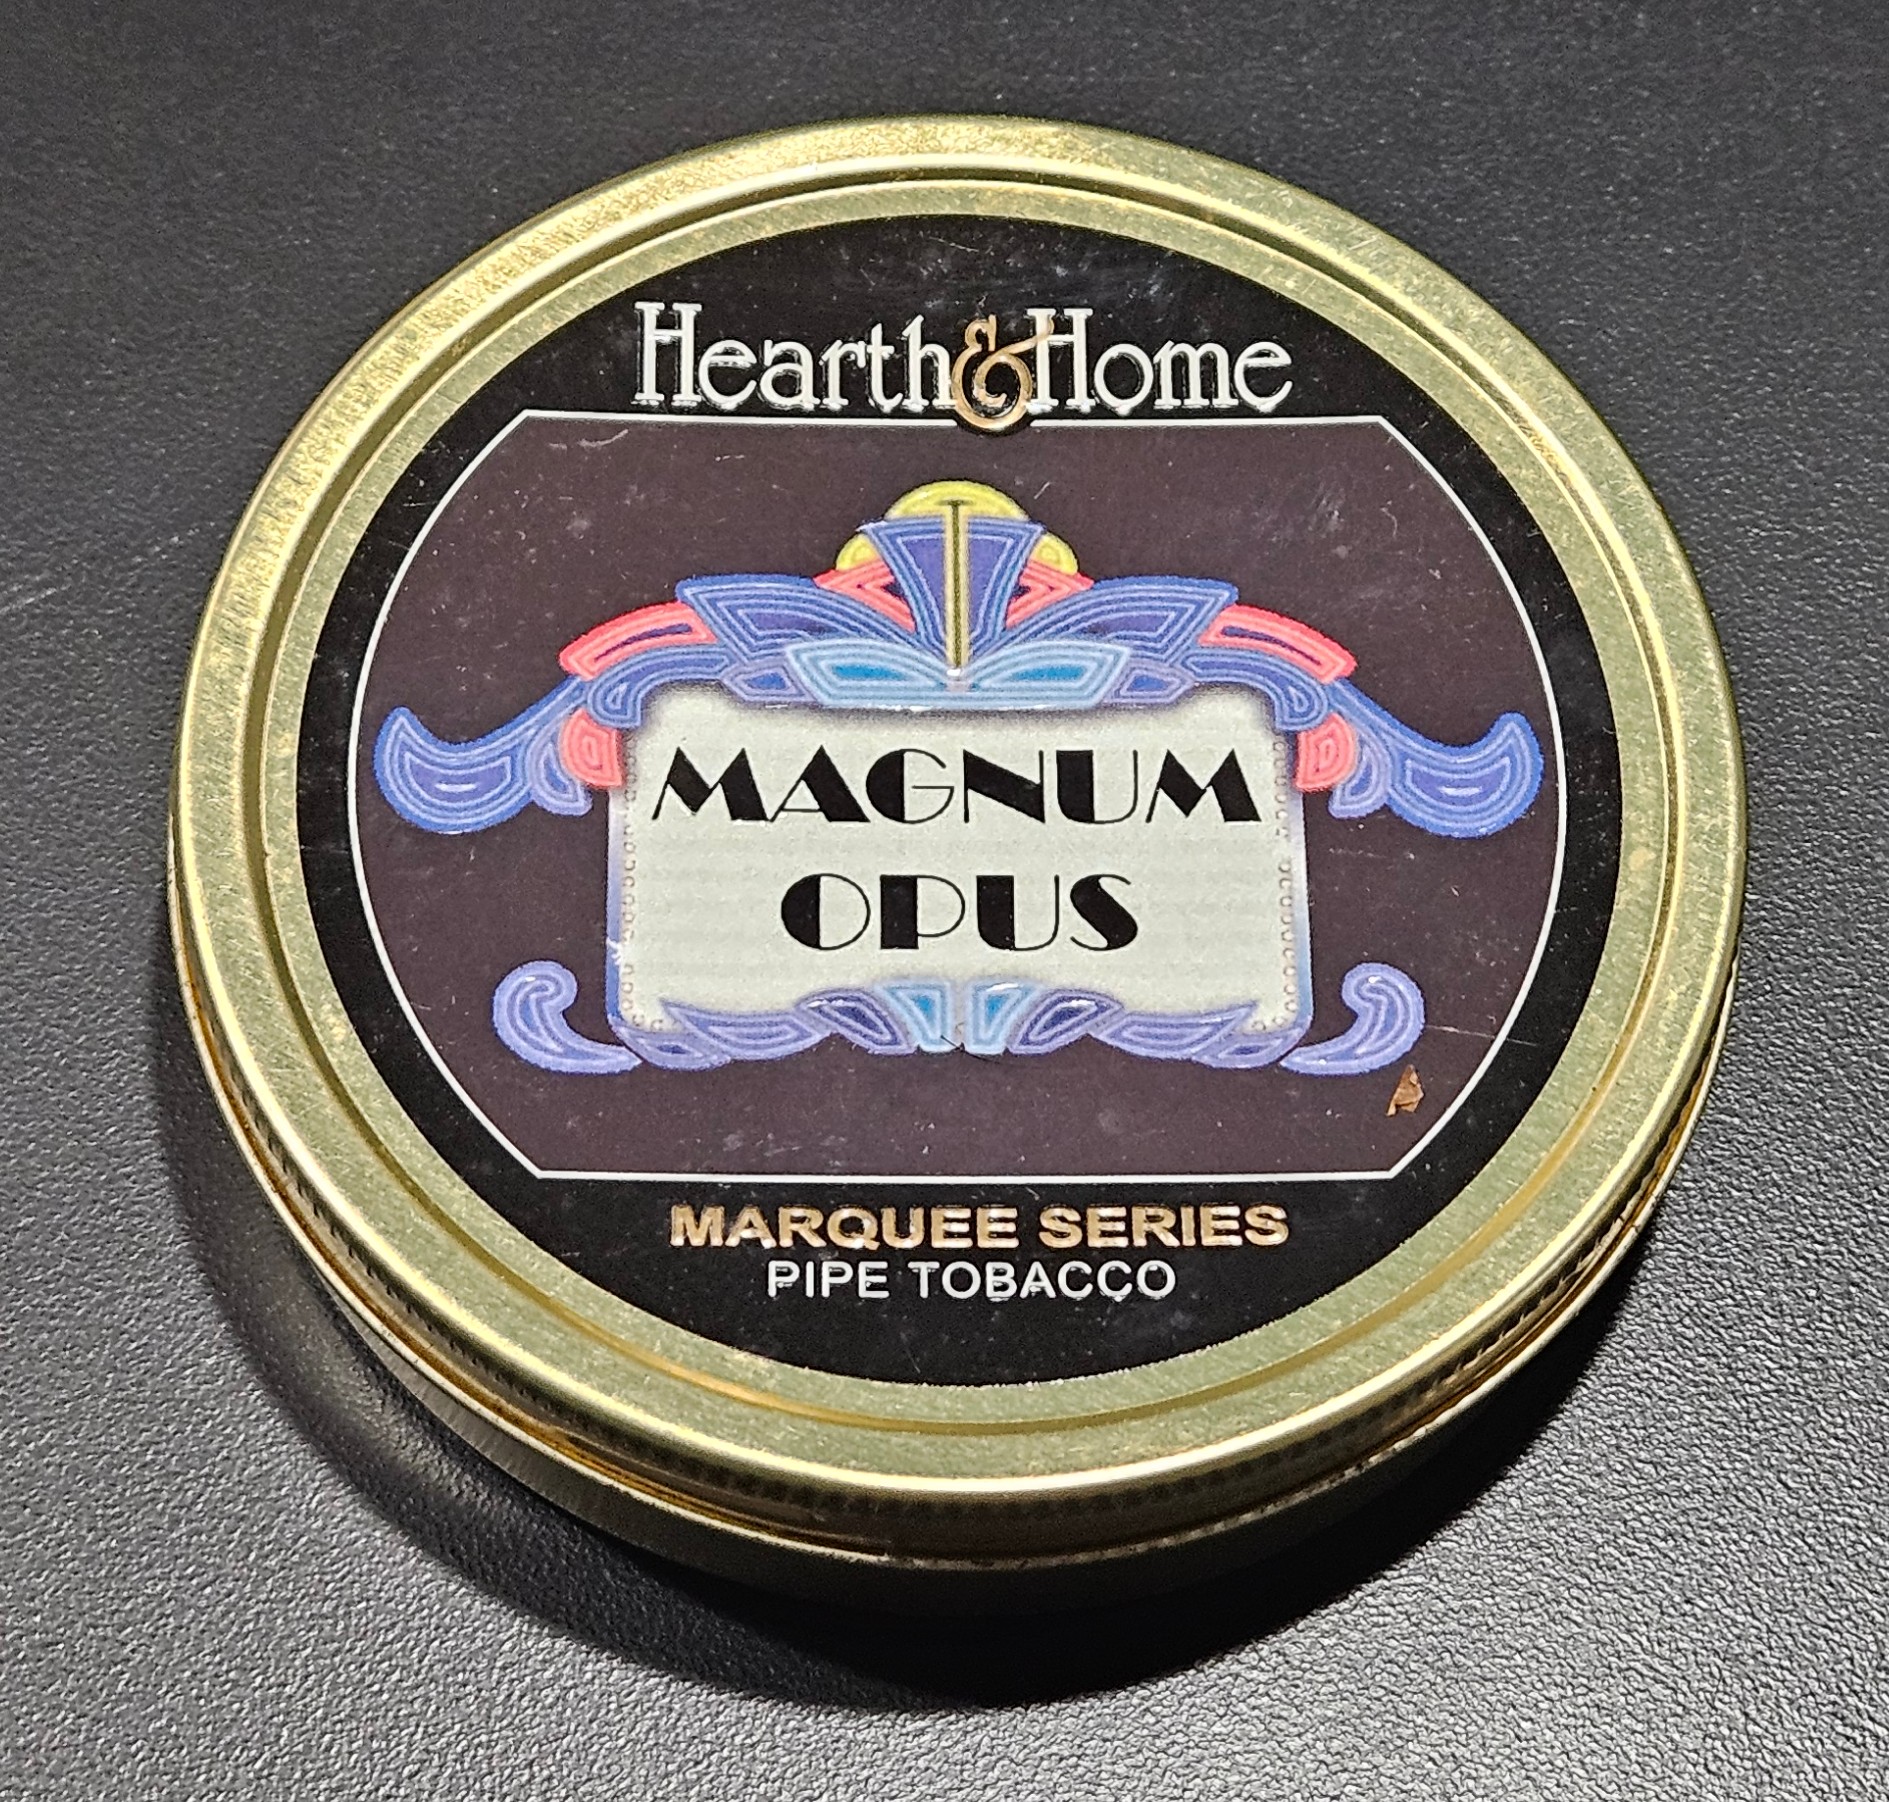 Hearth&Home
MAGNUM
OPUS
MARQUEE SERIES
PIPE TOBACCO